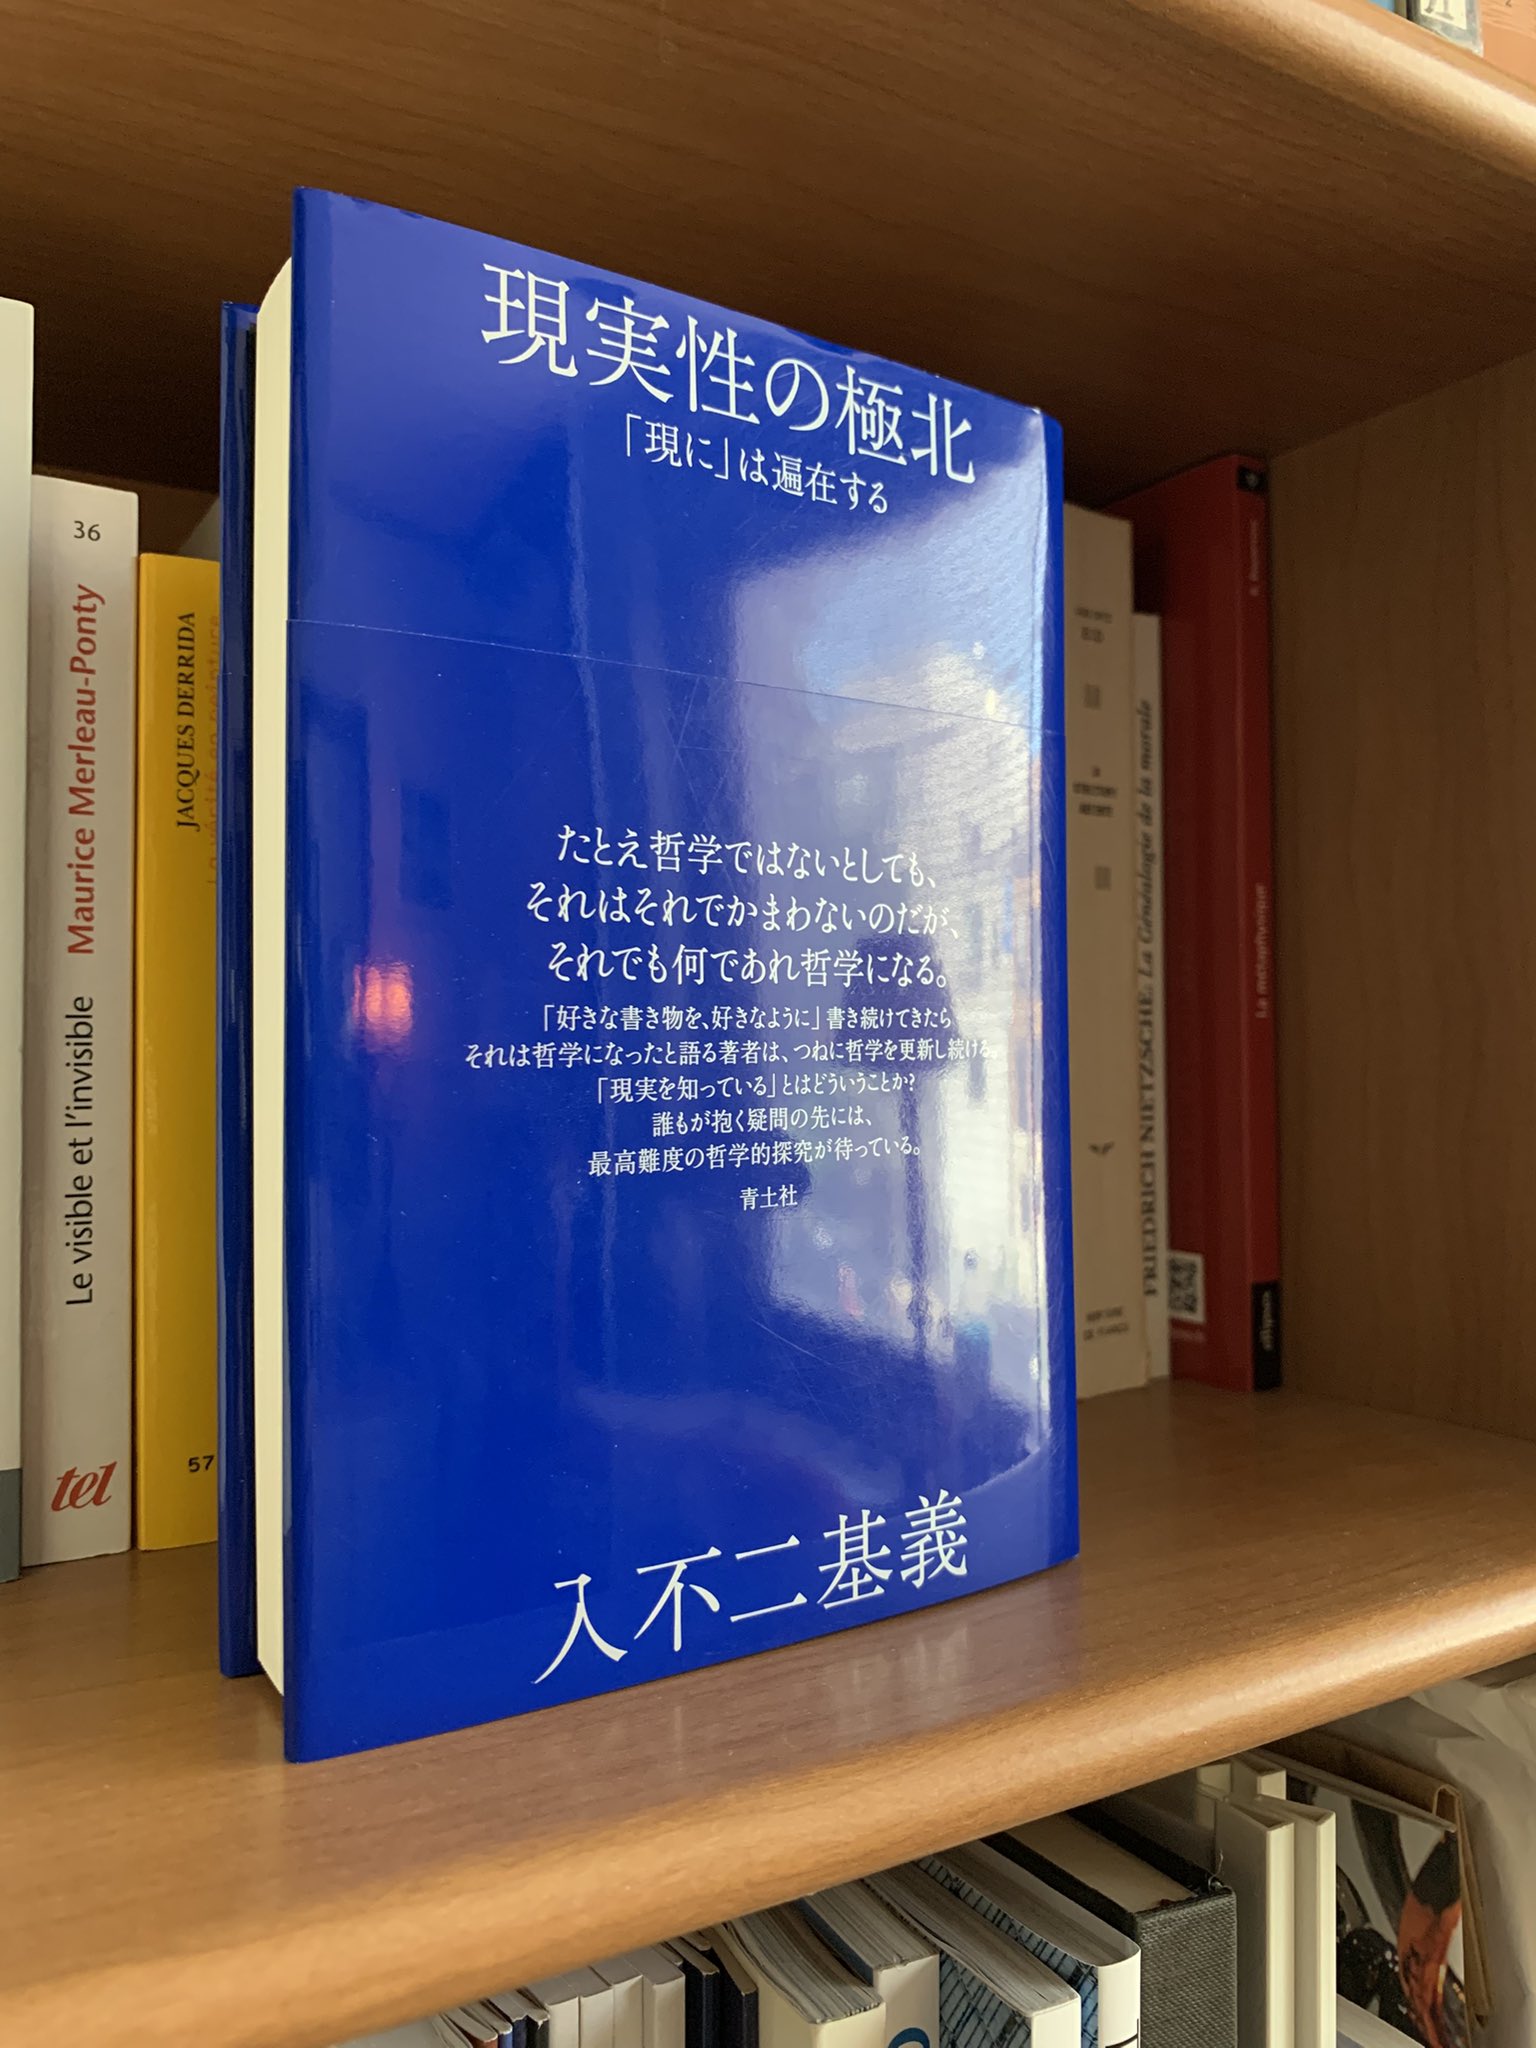 現実性の極北
「現に」は遍在する
たとえ哲学ではないとしても、
それはそれでかまわないのだが、
それでも何であれ哲学になる。
「好きな書き物を、好きなように」書き続けてきたら
それは哲学になったと語る著者は、つねに哲学を更新し続ける。
「現実を知っている」とはどういうことか?
誰もが抱く疑問の先には、
最高難度の哲学的探究が待っている。
青土社
入不二基義
36
Maurice Merleau-Ponty
Le visible et l'invisible
tel
JACQUES DERRIDA
La vérité en peinture
57
FRIEDRICH NIETZSCHE. La Généalogie de la morale
La métaphysique